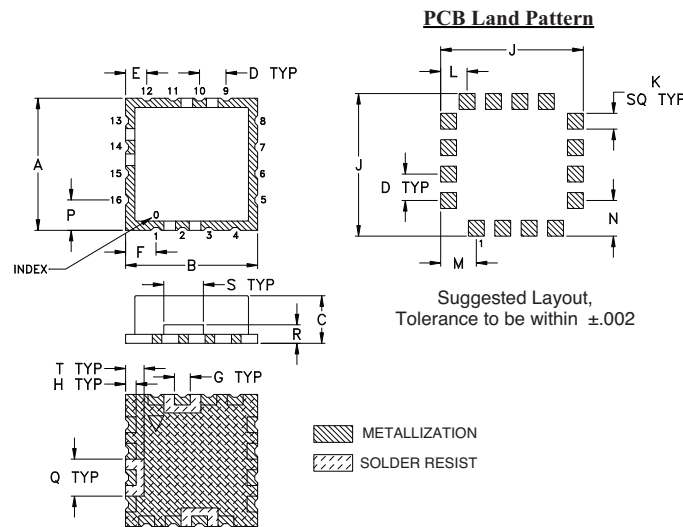 PCB Land Pattern
E
D TYP
12 11 10 9
13
14
15
16
8
7
6
5
A
P
O
1 2 3 4
INDEX
F
B
J
L
K
SQ TYP
J
D TYP
N
1
M
Suggested Layout,
Tolerance to be within ±.002
S TYP
C
R
T TYP
H TYP
G TYP
Q TYP
METALLIZATION
SOLDER RESIST